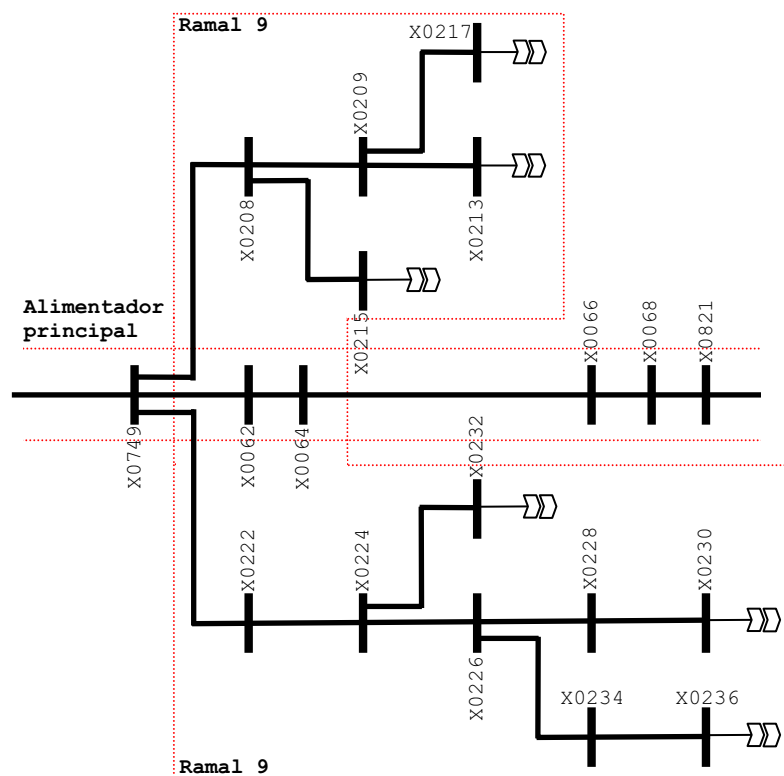 Ramal 9
X0217
X0209
X0208
X0213
X0215
Alimentador
principal
X0066
X0068
X0821
X0749
X0062
X0064
X0232
X0222
X0224
X0228
X0230
X0226
X0234
X0236
Ramal 9